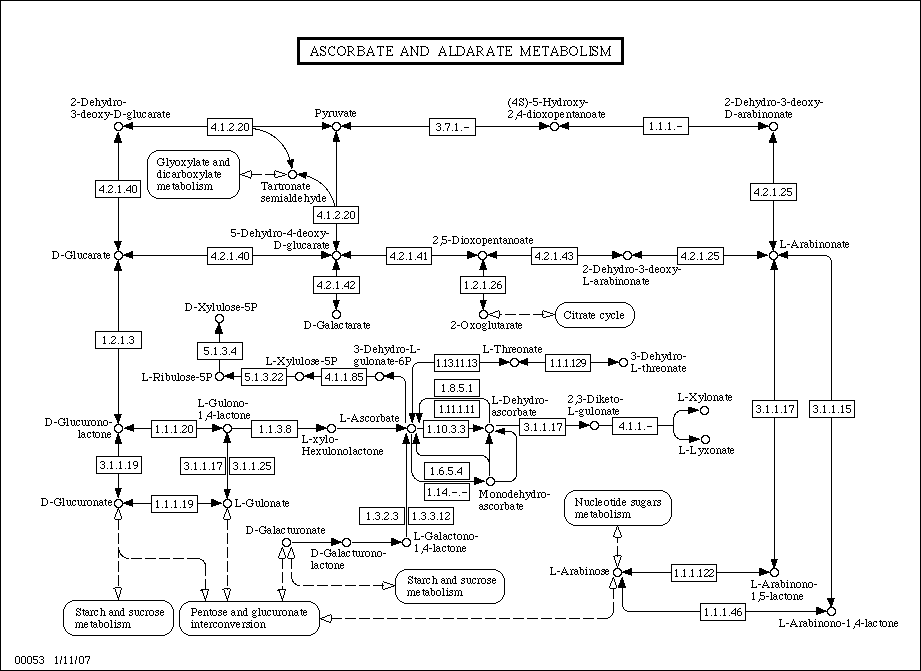 ASCORBATE AND ALDARATE METABOLISM
2-Dehydro-
3-deoxy-D-glucarate
Pyruvate
(4S)-5-Hydroxy-
2,4-dioxopentanoate
2-Dehydro-3-deoxy-
D-arabinonate
4.1.2.20
3.7.1.-
1.1.1.-
Glyoxylate and
dicarboxylate
metabolism
Tartronate
semialdehyde
4.2.1.40
4.2.1.25
4.1.2.20
5-Dehydro-4-deoxy-
D-glucarate
2,5-Dioxopentanoate
L-Arabinonate
D-Glucarate
4.2.1.40
4.2.1.41
4.2.1.43
4.2.1.25
2-Dehydro-3-deoxy-
L-arabinonate
4.2.1.42
1.2.1.26
D-Xylulose-5P
D-Galactarate
2-Oxoglutarate
Citrate cycle
1.2.1.3
5.1.3.4
L-Xylulose-5P
3-Dehydro-L-
gulonate-6P
L-Threonate
1.13.11.13
1.1.1.129
3-Dehydro-
L-threonate
L-Ribulose-5P
5.1.3.22
4.1.1.85
1.8.5.1
L-Gulono-
1,4-lactone
L-Ascorbate
1.11.1.11
L-Dehydro-
ascorbate
2,3-Diketo-
L-gulonate
L-Xylonate
3.1.1.17
3.1.1.15
D-Glucurono-
lactone
1.1.1.20
1.1.3.8
L-xylo-
Hexulonolactone
1.10.3.3
3.1.1.17
4.1.1.-
L-Lyxonate
3.1.1.19
3.1.1.17
3.1.1.25
1.6.5.4
1.14.-.-
Monodehydro-
ascorbate
D-Glucuronate
1.1.1.19
L-Gulonate
1.3.2.3
1.3.3.12
Nucleotide sugars
metabolism
D-Galacturonate
D-Galacturono-
lactone
L-Galactono-
1,4-lactone
L-Arabinose
1.1.1.122
L-Arabinono-
1,5-lactone
Starch and sucrose
metabolism
Starch and sucrose
metabolism
Pentose and glucuronate
interconversion
1.1.1.46
L-Arabinono-1,4-lactone
00053 1/11/07